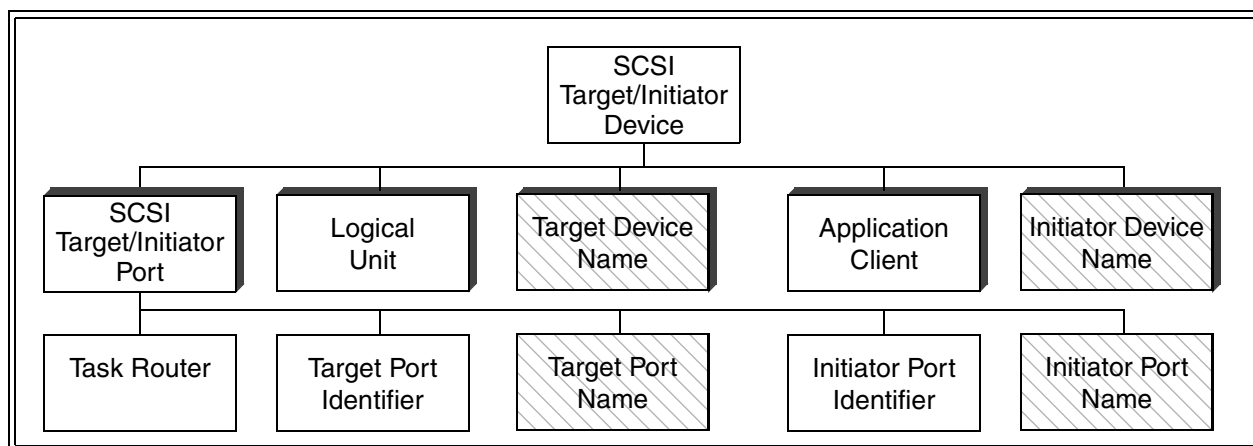 SCSI
Target/Initiator
Device
SCSI
Target/Initiator
Port
Logical
Unit
Target Device
Name
Application
Client
Initiator Device
Name
Task Router
Target Port
Identifier
Target Port
Name
Initiator Port
Identifier
Initiator Port
Name